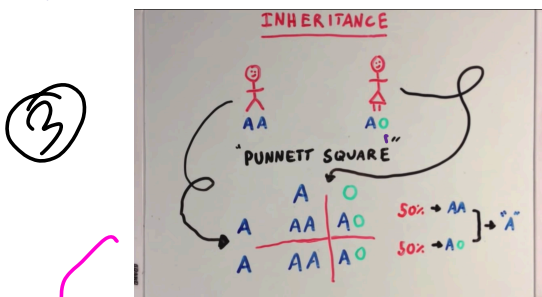 INHERITANCE
3
AA AO
"PUNNETT SQUARE"
A O
A AA AO 50% → AA
50% → AO → "A"
A AA AO